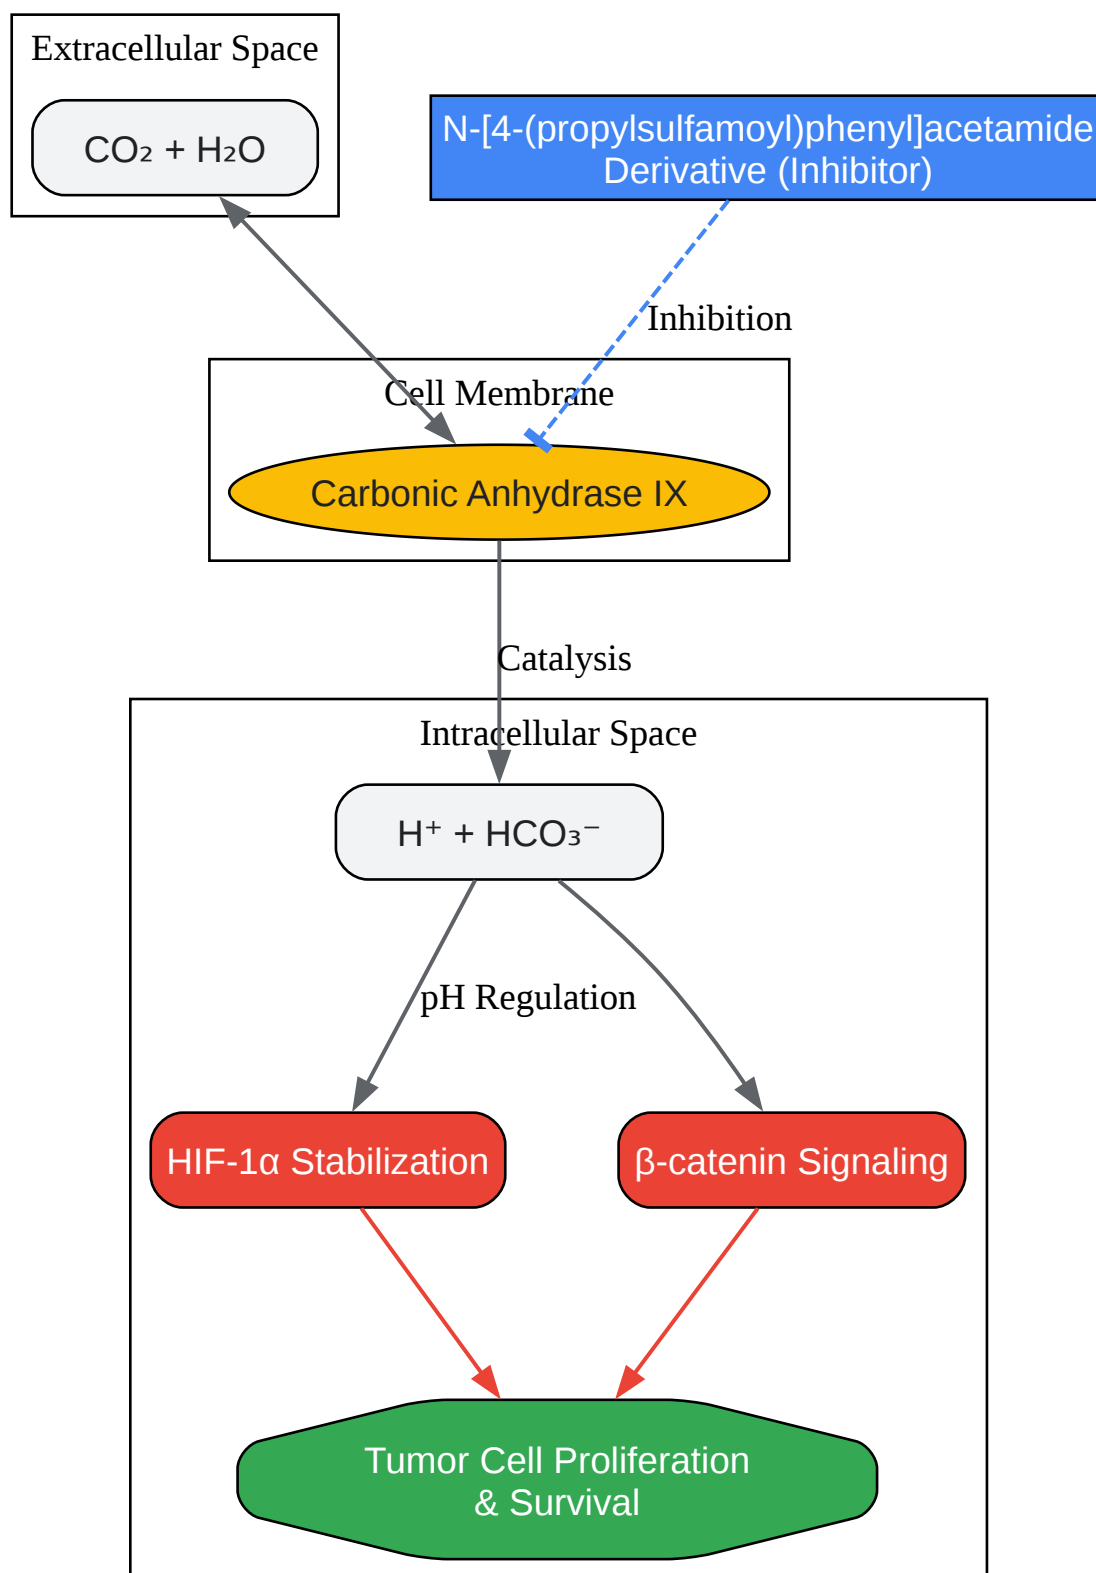 Extracellular Space
CO₂ + H₂O
N-[4-(propylsulfamoyl)phenyl]acetamide
Derivative (Inhibitor)
Inhibition
Cell Membrane
Carbonic Anhydrase IX
Catalysis
Intracellular Space
H⁺ + HCO₃⁻
pH Regulation
HIF-1α Stabilization
β-catenin Signaling
Tumor Cell Proliferation
& Survival